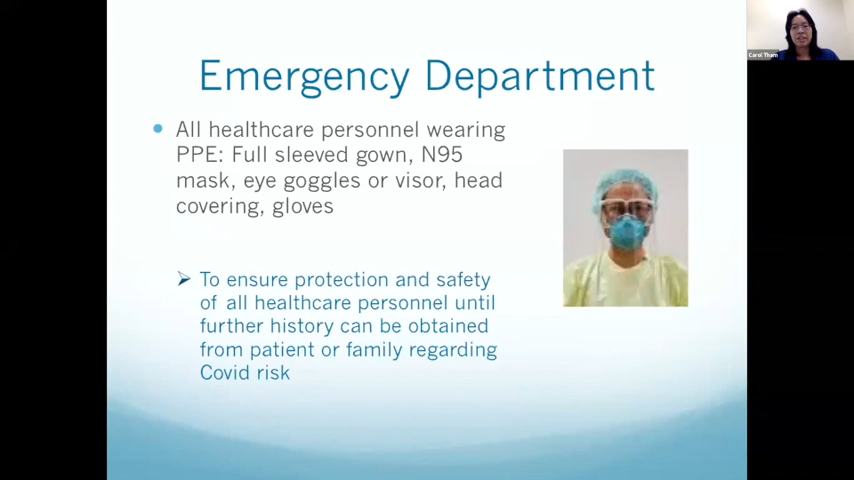 Emergency Department
All healthcare personnel wearing
PPE: Full sleeved gown, N95
mask, eye goggles or visor, head
covering, gloves
To ensure protection and safety
of all healthcare personnel until
further history can be obtained
from patient or family regarding
Covid risk
Carol Tham